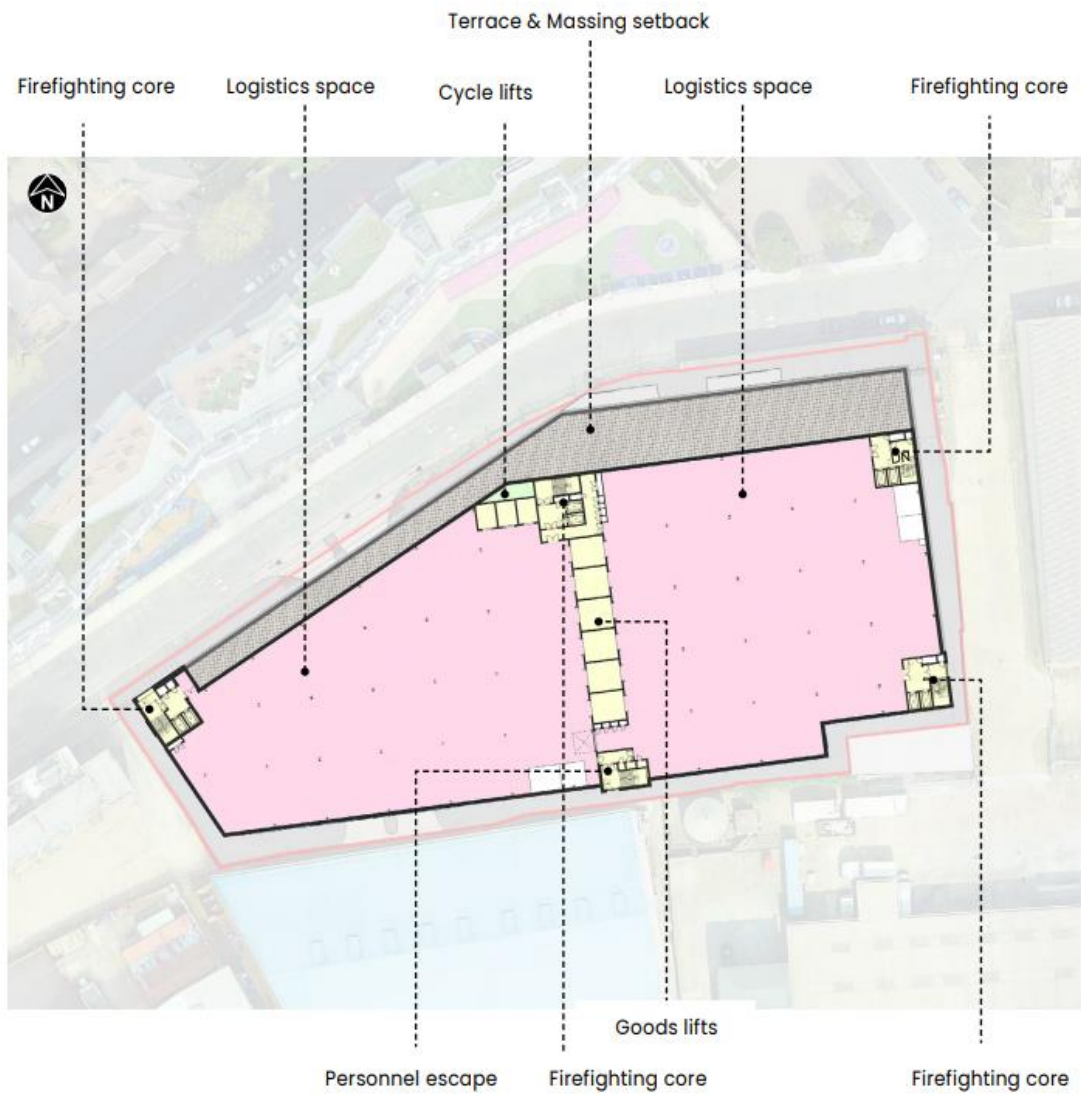 Terrace & Massing setback
Firefighting core
Logistics space
Cycle lifts
Logistics space
Firefighting core
N
DN
Goods lifts
Personnel escape
Firefighting core
Firefighting core